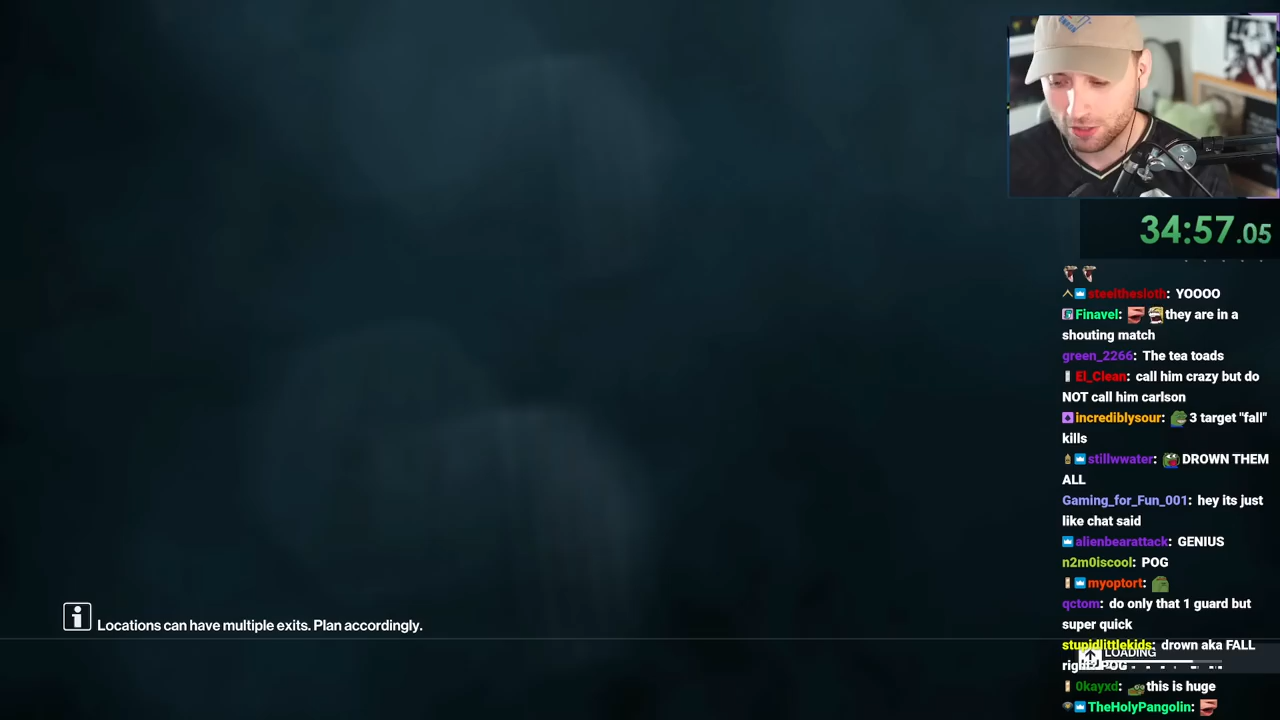 34:57.05
steelthesloth: YOOOO
Finavel: they are in a
shouting match
green_2266: The tea toads
El_Clean: call him crazy but do
NOT call him carlson
incrediblysour: 3 target "fall"
kills
stillwwater: DROWN THEM
ALL
Gaming_for_Fun_001: hey its just
like chat said
alienbearattack: GENIUS
n2m0iscool: POG
myoptort:
qctom: do only that 1 guard but
super quick
stupidlittlekids: drown aka FALL
right? POG
0kayxd: this is huge
TheHolyPangolin:
Locations can have multiple exits. Plan accordingly.
LOADING